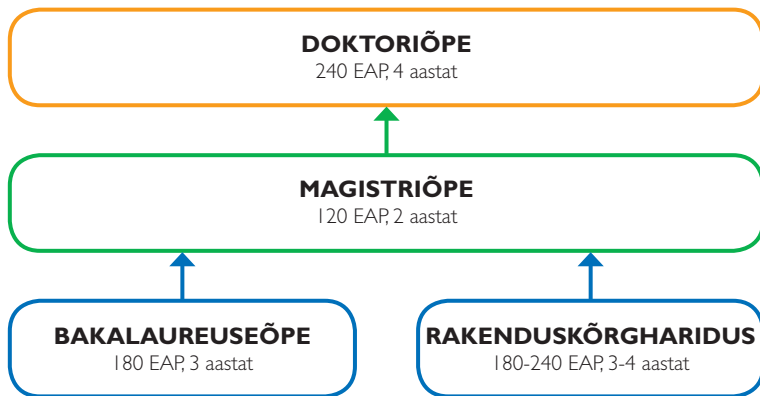 DOKTORIÕPE
240 EAP, 4 aastat
MAGISTRIÕPE
120 EAP, 2 aastat
BAKALAUREUSEÕPE
180 EAP, 3 aastat
RAKENDUSKÕRGHARIDUS
180-240 EAP, 3-4 aastat